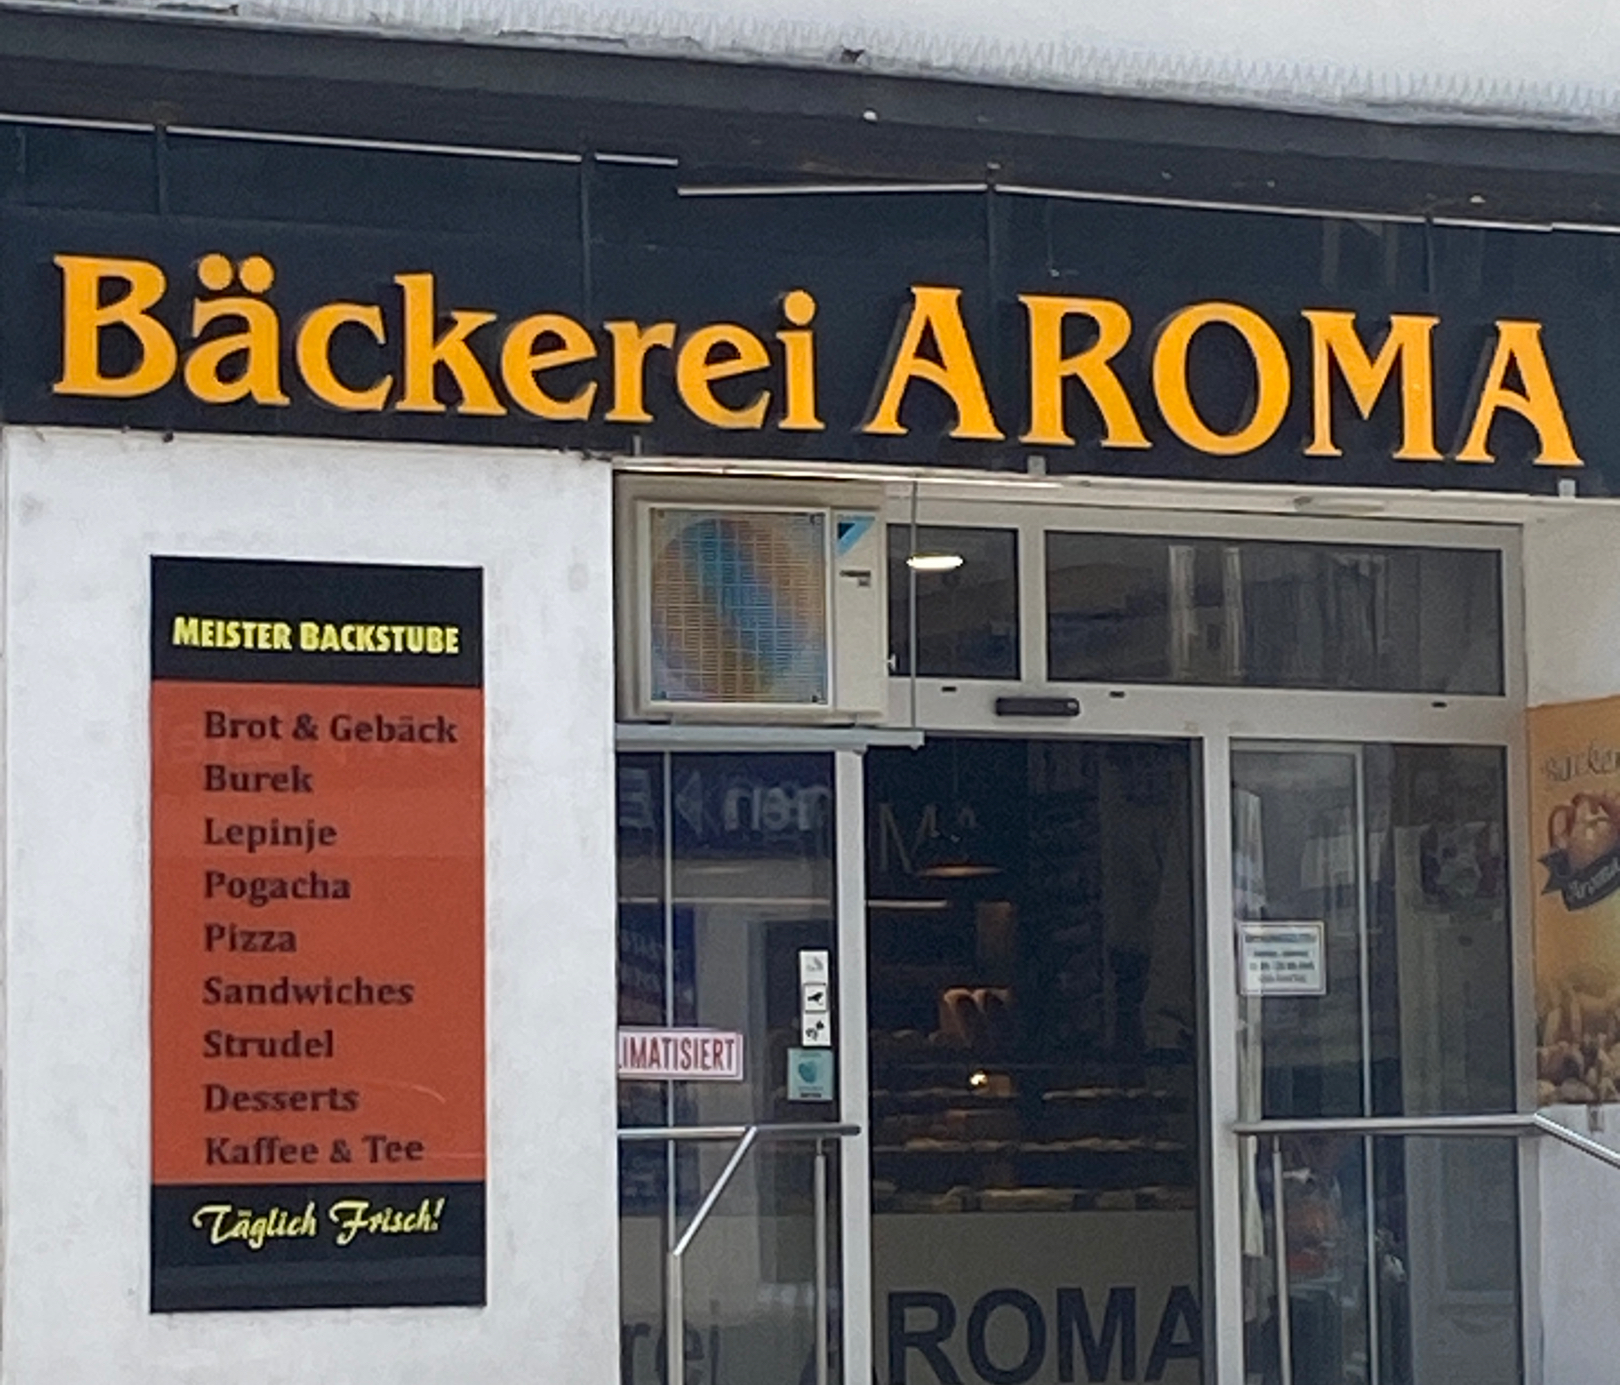 Bäckerei AROMA
MEISTER BACKSTUBE
Brot & Gebäck
Burek
Lepinje
Pogacha
Pizza
Sandwiches
Strudel
Desserts
Kaffee & Tee
Täglich Frisch!
LIMATISIERT
AROMA